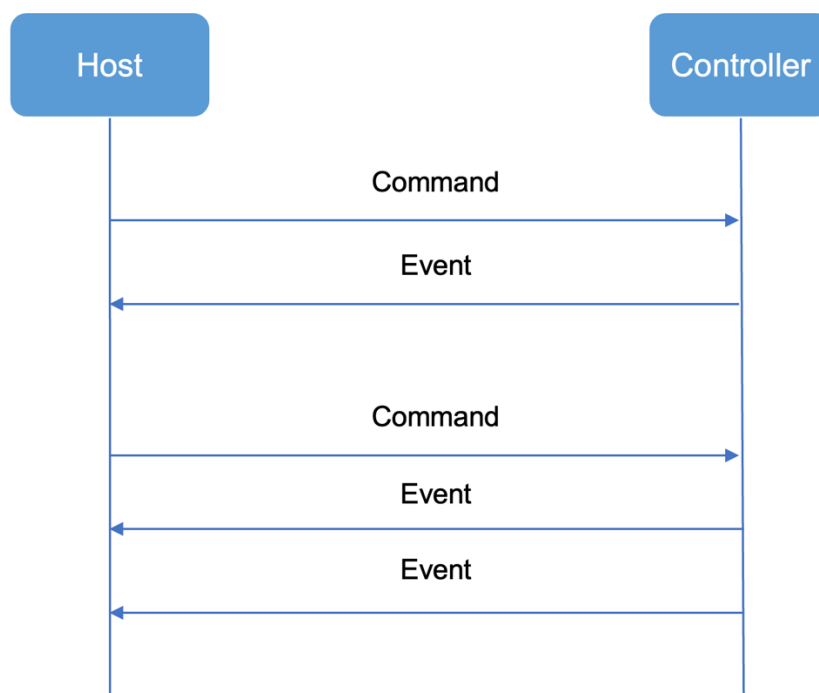 Host
Controller
Command
Event
Command
Event
Event